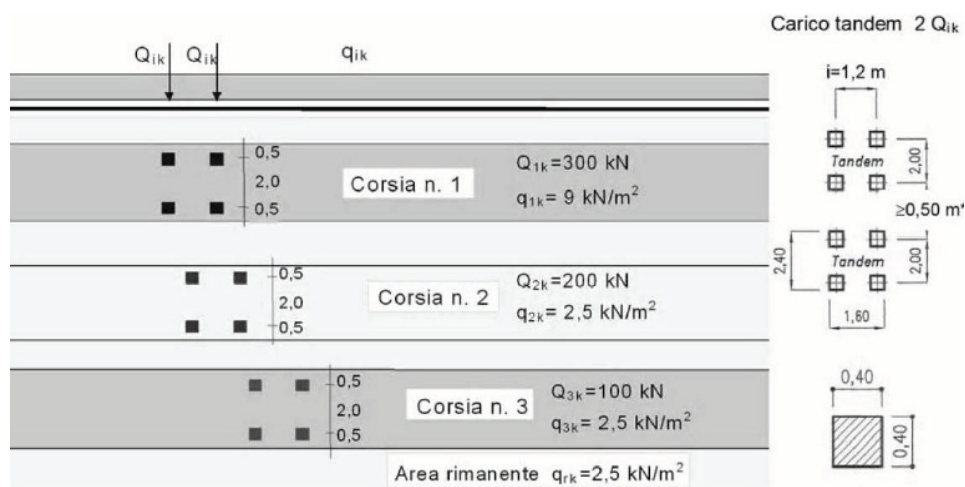 Carico tandem 2 Qik
Qik Qik qik
i=1,2 m
0,5
2,0
0,5
Corsia n. 1
Q1k=300 kN
q1k= 9 kN/m²
Tandem
2,00
≥0,50 m*
0,5
2,0
0,5
Corsia n. 2
Q2k=200 kN
q2k= 2,5 kN/m²
2,40
Tandem
2,00
1,60
0,5
2,0
0,5
Corsia n. 3
Q3k=100 kN
q3k= 2,5 kN/m²
0,40
0,40
Area rimanente qrk=2,5 kN/m²